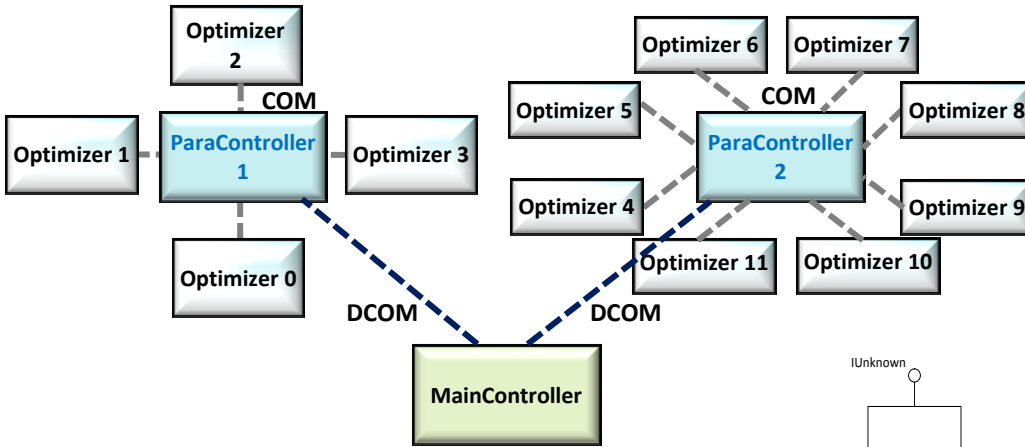 Optimizer
2
COM
Optimizer 1
ParaController
1
Optimizer 3
Optimizer 0
DCOM
Optimizer 6
Optimizer 7
COM
Optimizer 5
Optimizer 8
ParaController
2
Optimizer 4
Optimizer 9
Optimizer 11
Optimizer 10
DCOM
MainController
IUnknown